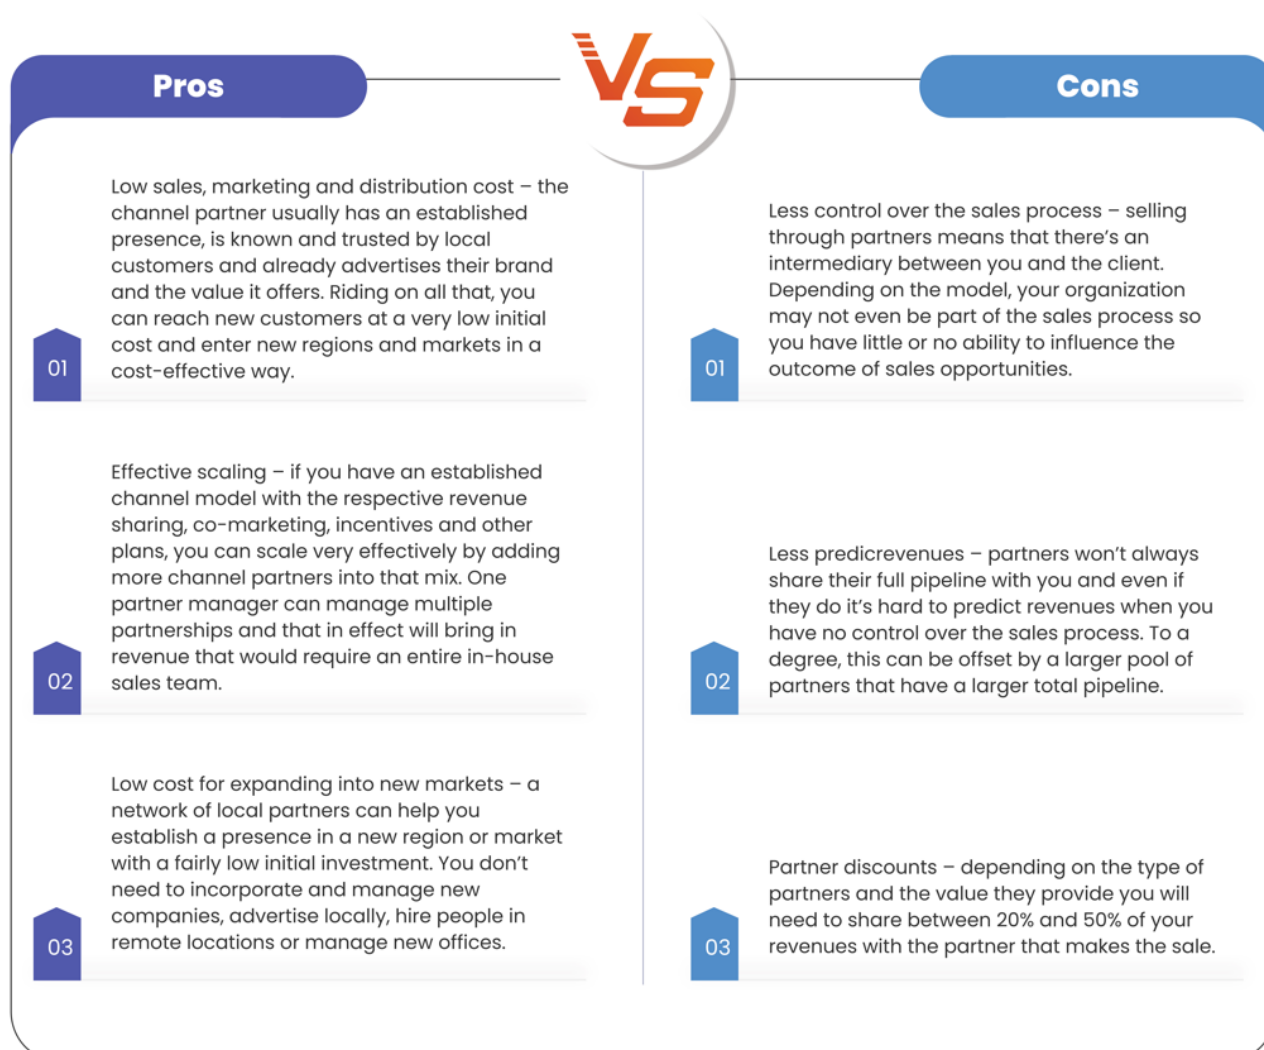 Pros
VS
Cons
Low sales, marketing and distribution cost – the
channel partner usually has an established
presence, is known and trusted by local
customers and already advertises their brand
and the value it offers. Riding on all that, you
can reach new customers at a very low initial
cost and enter new regions and markets in a
cost-effective way.
01
Effective scaling – if you have an established
channel model with the respective revenue
sharing, co-marketing, incentives and other
plans, you can scale very effectively by adding
more channel partners into that mix. One
partner manager can manage multiple
partnerships and that in effect will bring in
revenue that would require an entire in-house
sales team.
02
Low cost for expanding into new markets – a
network of local partners can help you
establish a presence in a new region or market
with a fairly low initial investment. You don't
need to incorporate and manage new
companies, advertise locally, hire people in
remote locations or manage new offices.
03
Less control over the sales process – selling
through partners means that there's an
intermediary between you and the client.
Depending on the model, your organization
may not even be part of the sales process so
you have little or no ability to influence the
outcome of sales opportunities.
01
Less predicrevenues – partners won't always
share their full pipeline with you and even if
they do it's hard to predict revenues when you
have no control over the sales process. To a
degree, this can be offset by a larger pool of
partners that have a larger total pipeline.
02
Partner discounts – depending on the type of
partners and the value they provide you will
need to share between 20% and 50% of your
revenues with the partner that makes the sale.
03